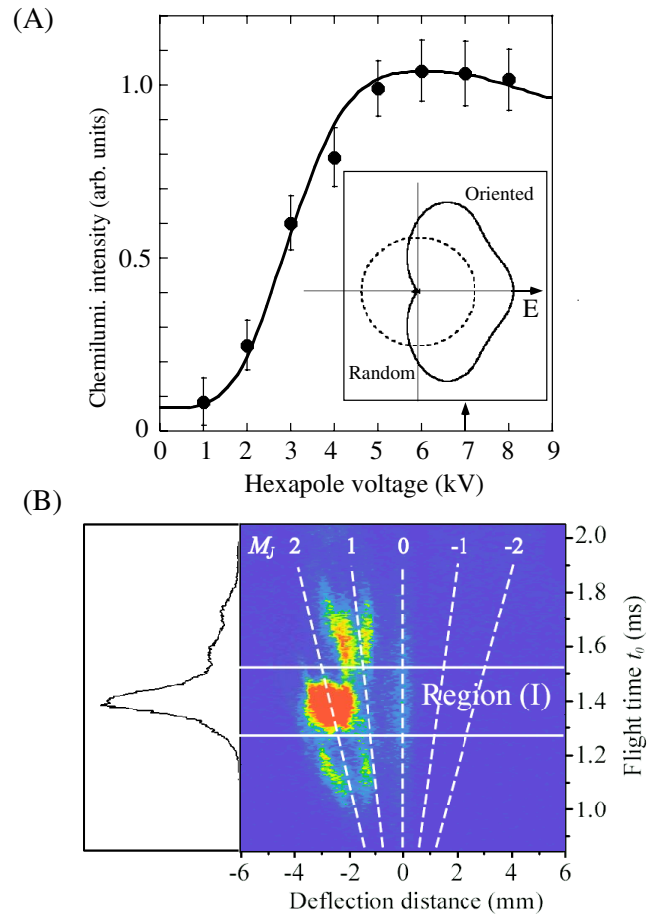 (A)
Chemilumi. intensity (arb. units)
1.0
0.5
0
Oriented
E
Random
0 1 2 3 4 5 6 7 8 9
Hexapole voltage (kV)
(B)
M_J 2 1 0 -1 -2
Region (I)
2.0
1.8
1.6
1.4
1.2
1.0
Flight time t_0 (ms)
-6 -4 -2 0 2 4 6
Deflection distance (mm)